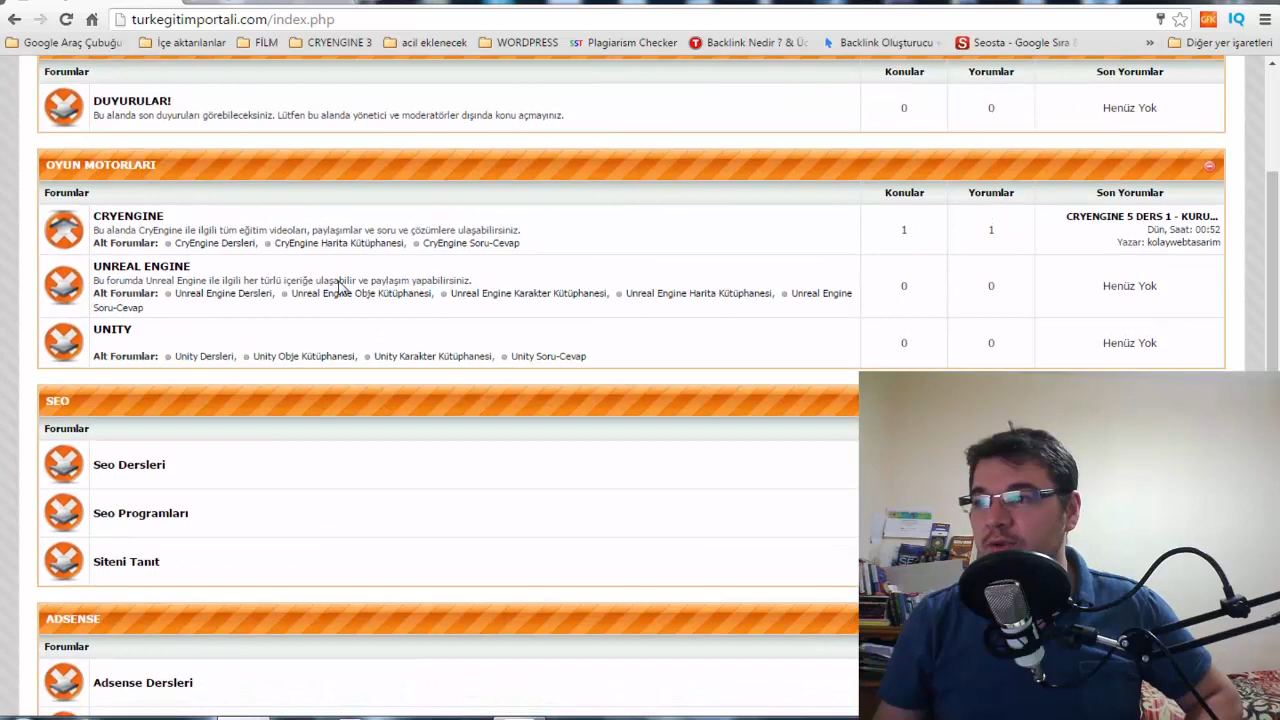 turkegitimportali.com/index.php
GFK
IQ
Google Araç Çubuğu
İçe aktarılanlar
FİLM
CRYENGINE 3
acil eklenecek
WORDPRESS
SST Plagiarism Checker
T Backlink Nedir ? & Üc
Backlink Oluşturucu
S Seosta - Google Sıra
»
Diğer yer işaretleri
Forumlar Konular Yorumlar Son Yorumlar
DUYURULAR!
Bu alanda son duyuruları görebileceksiniz. Lütfen bu alanda yönetici ve moderatörler dışında konu açmayınız.
0 0 Henüz Yok
OYUN MOTORLARI
Forumlar Konular Yorumlar Son Yorumlar
CRYENGINE
Bu alanda CryEngine ile ilgili tüm eğitim videoları, paylaşımlar ve soru ve çözümlere ulaşabilirsiniz.
Alt Forumlar: CryEngine Dersleri, CryEngine Harita Kütüphanesi, CryEngine Soru-Cevap
1 1
CRYENGINE 5 DERS 1 - KURU...
Dün, Saat: 00:52
Yazar: kolaywebtasarim
UNREAL ENGINE
Bu forumda Unreal Engine ile ilgili her türlü içeriğe ulaşabilir ve paylaşım yapabilirsiniz.
Alt Forumlar: Unreal Engine Dersleri, Unreal Engine Obje Kütüphanesi, Unreal Engine Karakter Kütüphanesi, Unreal Engine Harita Kütüphanesi, Unreal Engine
Soru-Cevap
0 0 Henüz Yok
UNITY
Alt Forumlar: Unity Dersleri, Unity Obje Kütüphanesi, Unity Karakter Kütüphanesi, Unity Soru-Cevap
0 0 Henüz Yok
SEO
Forumlar
Seo Dersleri
Seo Programları
Siteni Tanıt
ADSENSE
Forumlar
Adsense Dersleri